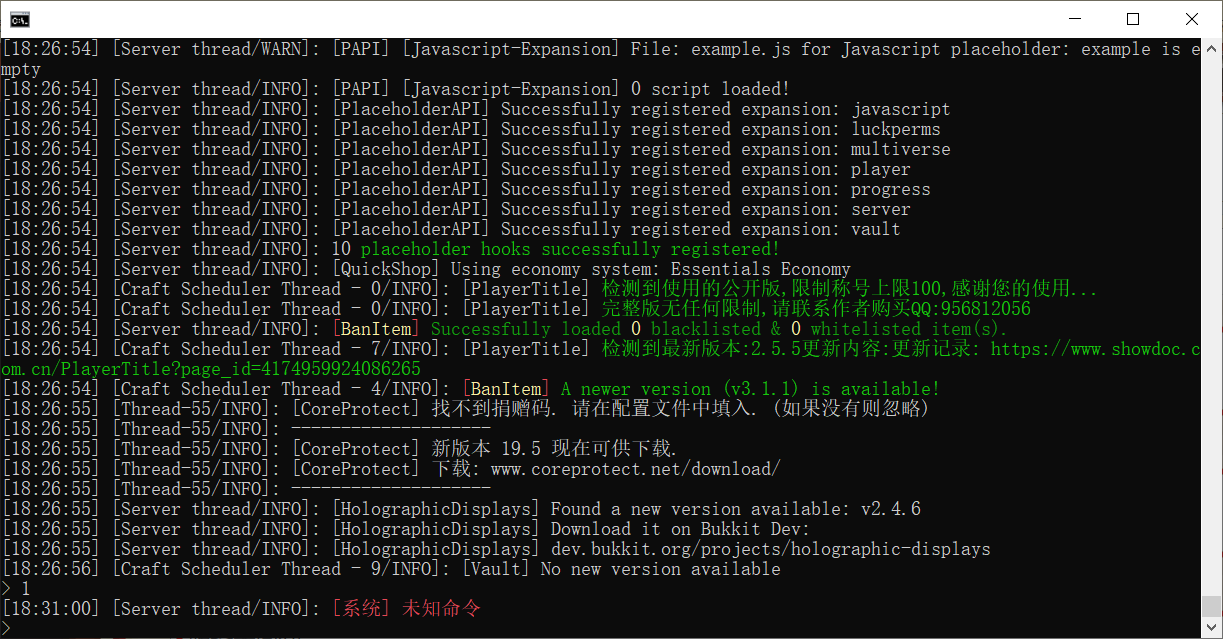 [18:26:54] [Server thread/WARN]: [PAPI] [Javascript-Expansion] File: example.js for Javascript placeholder: example is e
mpty
[18:26:54] [Server thread/INFO]: [PAPI] [Javascript-Expansion] 0 script loaded!
[18:26:54] [Server thread/INFO]: [PlaceholderAPI] Successfully registered expansion: javascript
[18:26:54] [Server thread/INFO]: [PlaceholderAPI] Successfully registered expansion: luckperms
[18:26:54] [Server thread/INFO]: [PlaceholderAPI] Successfully registered expansion: multiverse
[18:26:54] [Server thread/INFO]: [PlaceholderAPI] Successfully registered expansion: player
[18:26:54] [Server thread/INFO]: [PlaceholderAPI] Successfully registered expansion: progress
[18:26:54] [Server thread/INFO]: [PlaceholderAPI] Successfully registered expansion: server
[18:26:54] [Server thread/INFO]: [PlaceholderAPI] Successfully registered expansion: vault
[18:26:54] [Server thread/INFO]: 10 placeholder hooks successfully registered!
[18:26:54] [Server thread/INFO]: [QuickShop] Using economy system: Essentials Economy
[18:26:54] [Craft Scheduler Thread - 0/INFO]: [PlayerTitle] 检测到使用的公开版,限制称号上限100,感谢您的使用...
[18:26:54] [Craft Scheduler Thread - 0/INFO]: [PlayerTitle] 完整版无任何限制,请联系作者购买QQ:956812056
[18:26:54] [Server thread/INFO]: [BanItem] Successfully loaded 0 blacklisted & 0 whitelisted item(s).
[18:26:54] [Craft Scheduler Thread - 7/INFO]: [PlayerTitle] 检测到最新版本:2.5.5更新内容:更新记录: https://www.showdoc.c
om.cn/PlayerTitle?page_id=4174959924086265
[18:26:54] [Craft Scheduler Thread - 4/INFO]: [BanItem] A newer version (v3.1.1) is available!
[18:26:55] [Thread-55/INFO]: [CoreProtect] 找不到捐赠码. 请在配置文件中填入. (如果没有则忽略)
[18:26:55] [Thread-55/INFO]: --------------------
[18:26:55] [Thread-55/INFO]: [CoreProtect] 新版本 19.5 现在可供下载.
[18:26:55] [Thread-55/INFO]: [CoreProtect] 下载: www.coreprotect.net/download/
[18:26:55] [Thread-55/INFO]: --------------------
[18:26:55] [Server thread/INFO]: [HolographicDisplays] Found a new version available: v2.4.6
[18:26:55] [Server thread/INFO]: [HolographicDisplays] Download it on Bukkit Dev:
[18:26:55] [Server thread/INFO]: [HolographicDisplays] dev.bukkit.org/projects/holographic-displays
[18:26:56] [Craft Scheduler Thread - 9/INFO]: [Vault] No new version available
> l
[18:31:00] [Server thread/INFO]: [系统] 未知命令
>